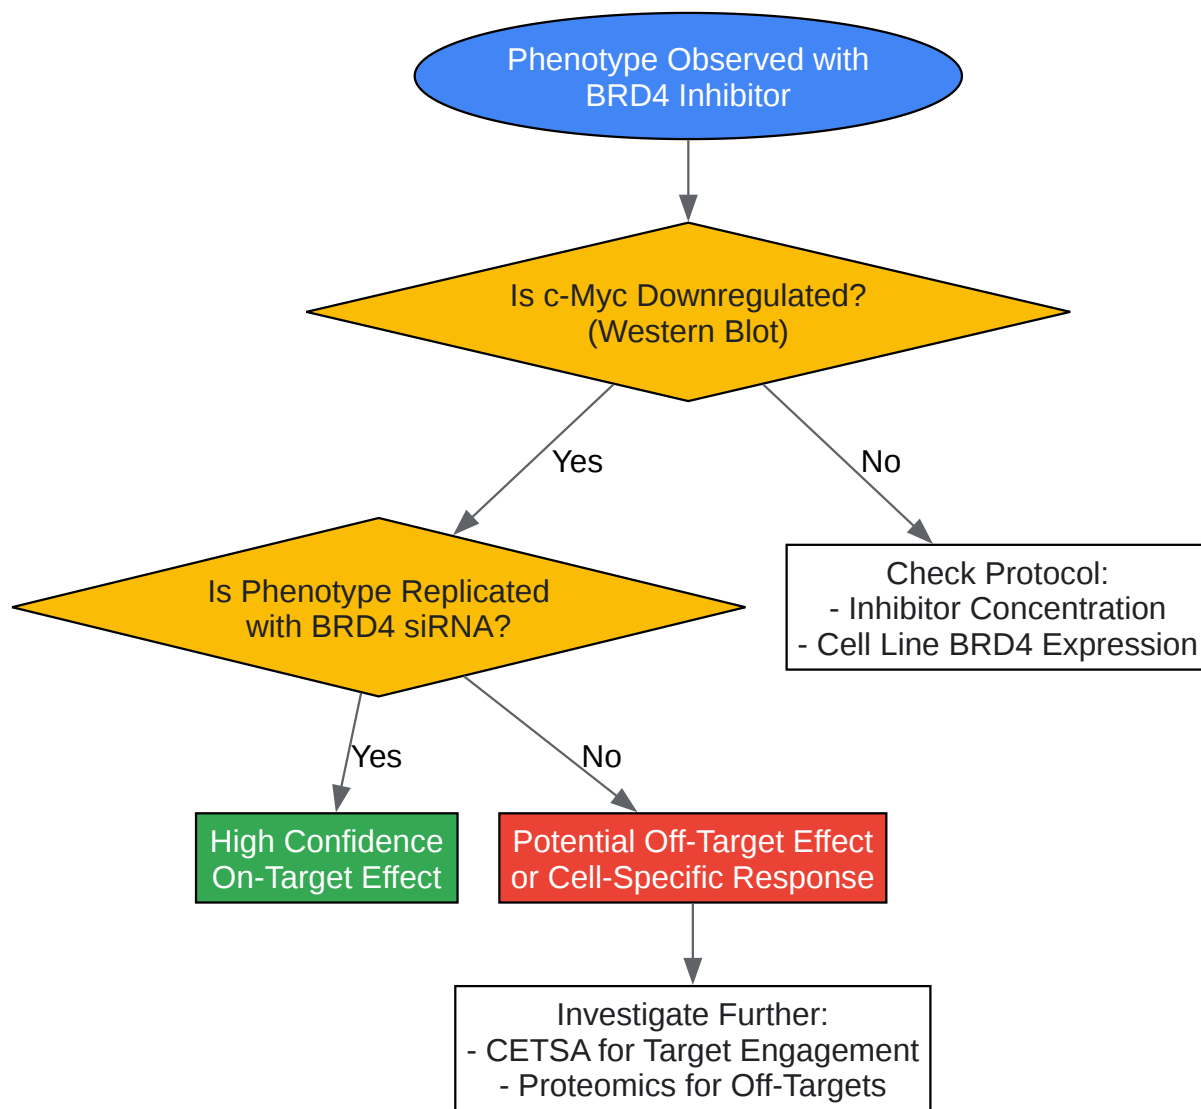 Phenotype Observed with
BRD4 Inhibitor
Is c-Myc Downregulated?
(Western Blot)
Yes
No
Is Phenotype Replicated
with BRD4 siRNA?
Check Protocol:
- Inhibitor Concentration
- Cell Line BRD4 Expression
Yes
No
High Confidence
On-Target Effect
Potential Off-Target Effect
or Cell-Specific Response
Investigate Further:
- CETSA for Target Engagement
- Proteomics for Off-Targets